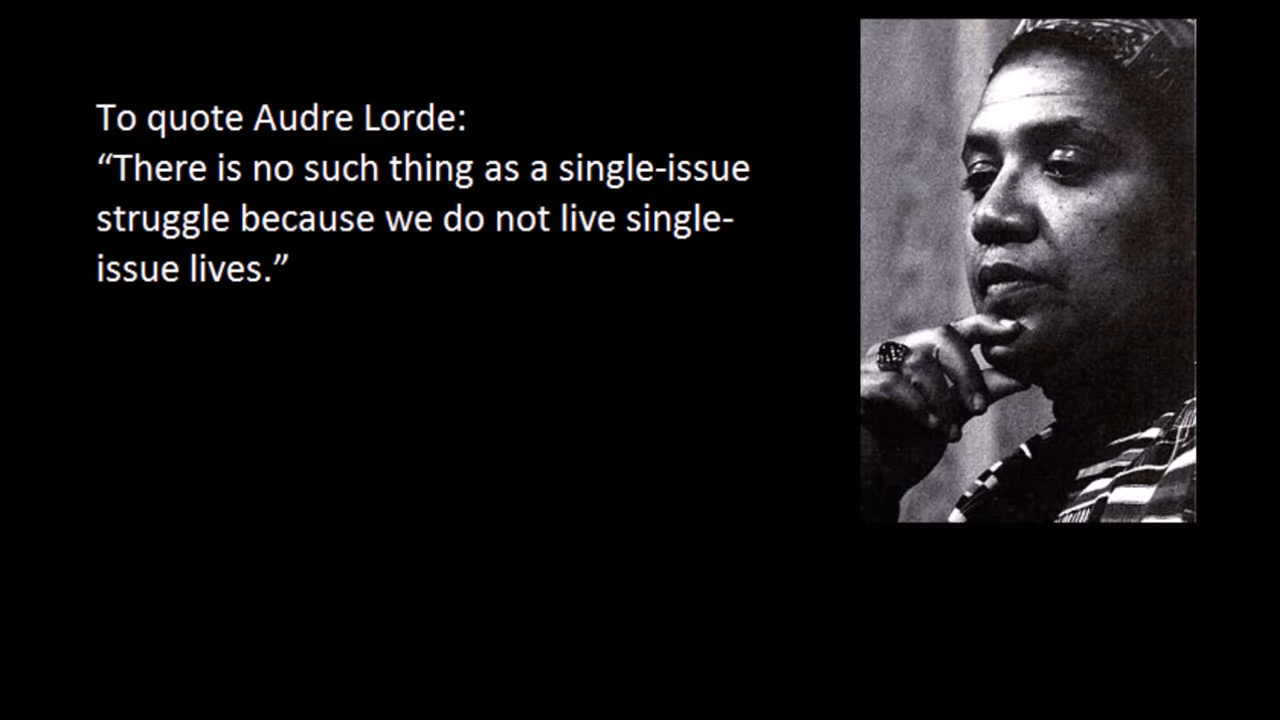 To quote Audre Lorde:
“There is no such thing as a single-issue
struggle because we do not live single-
issue lives.”